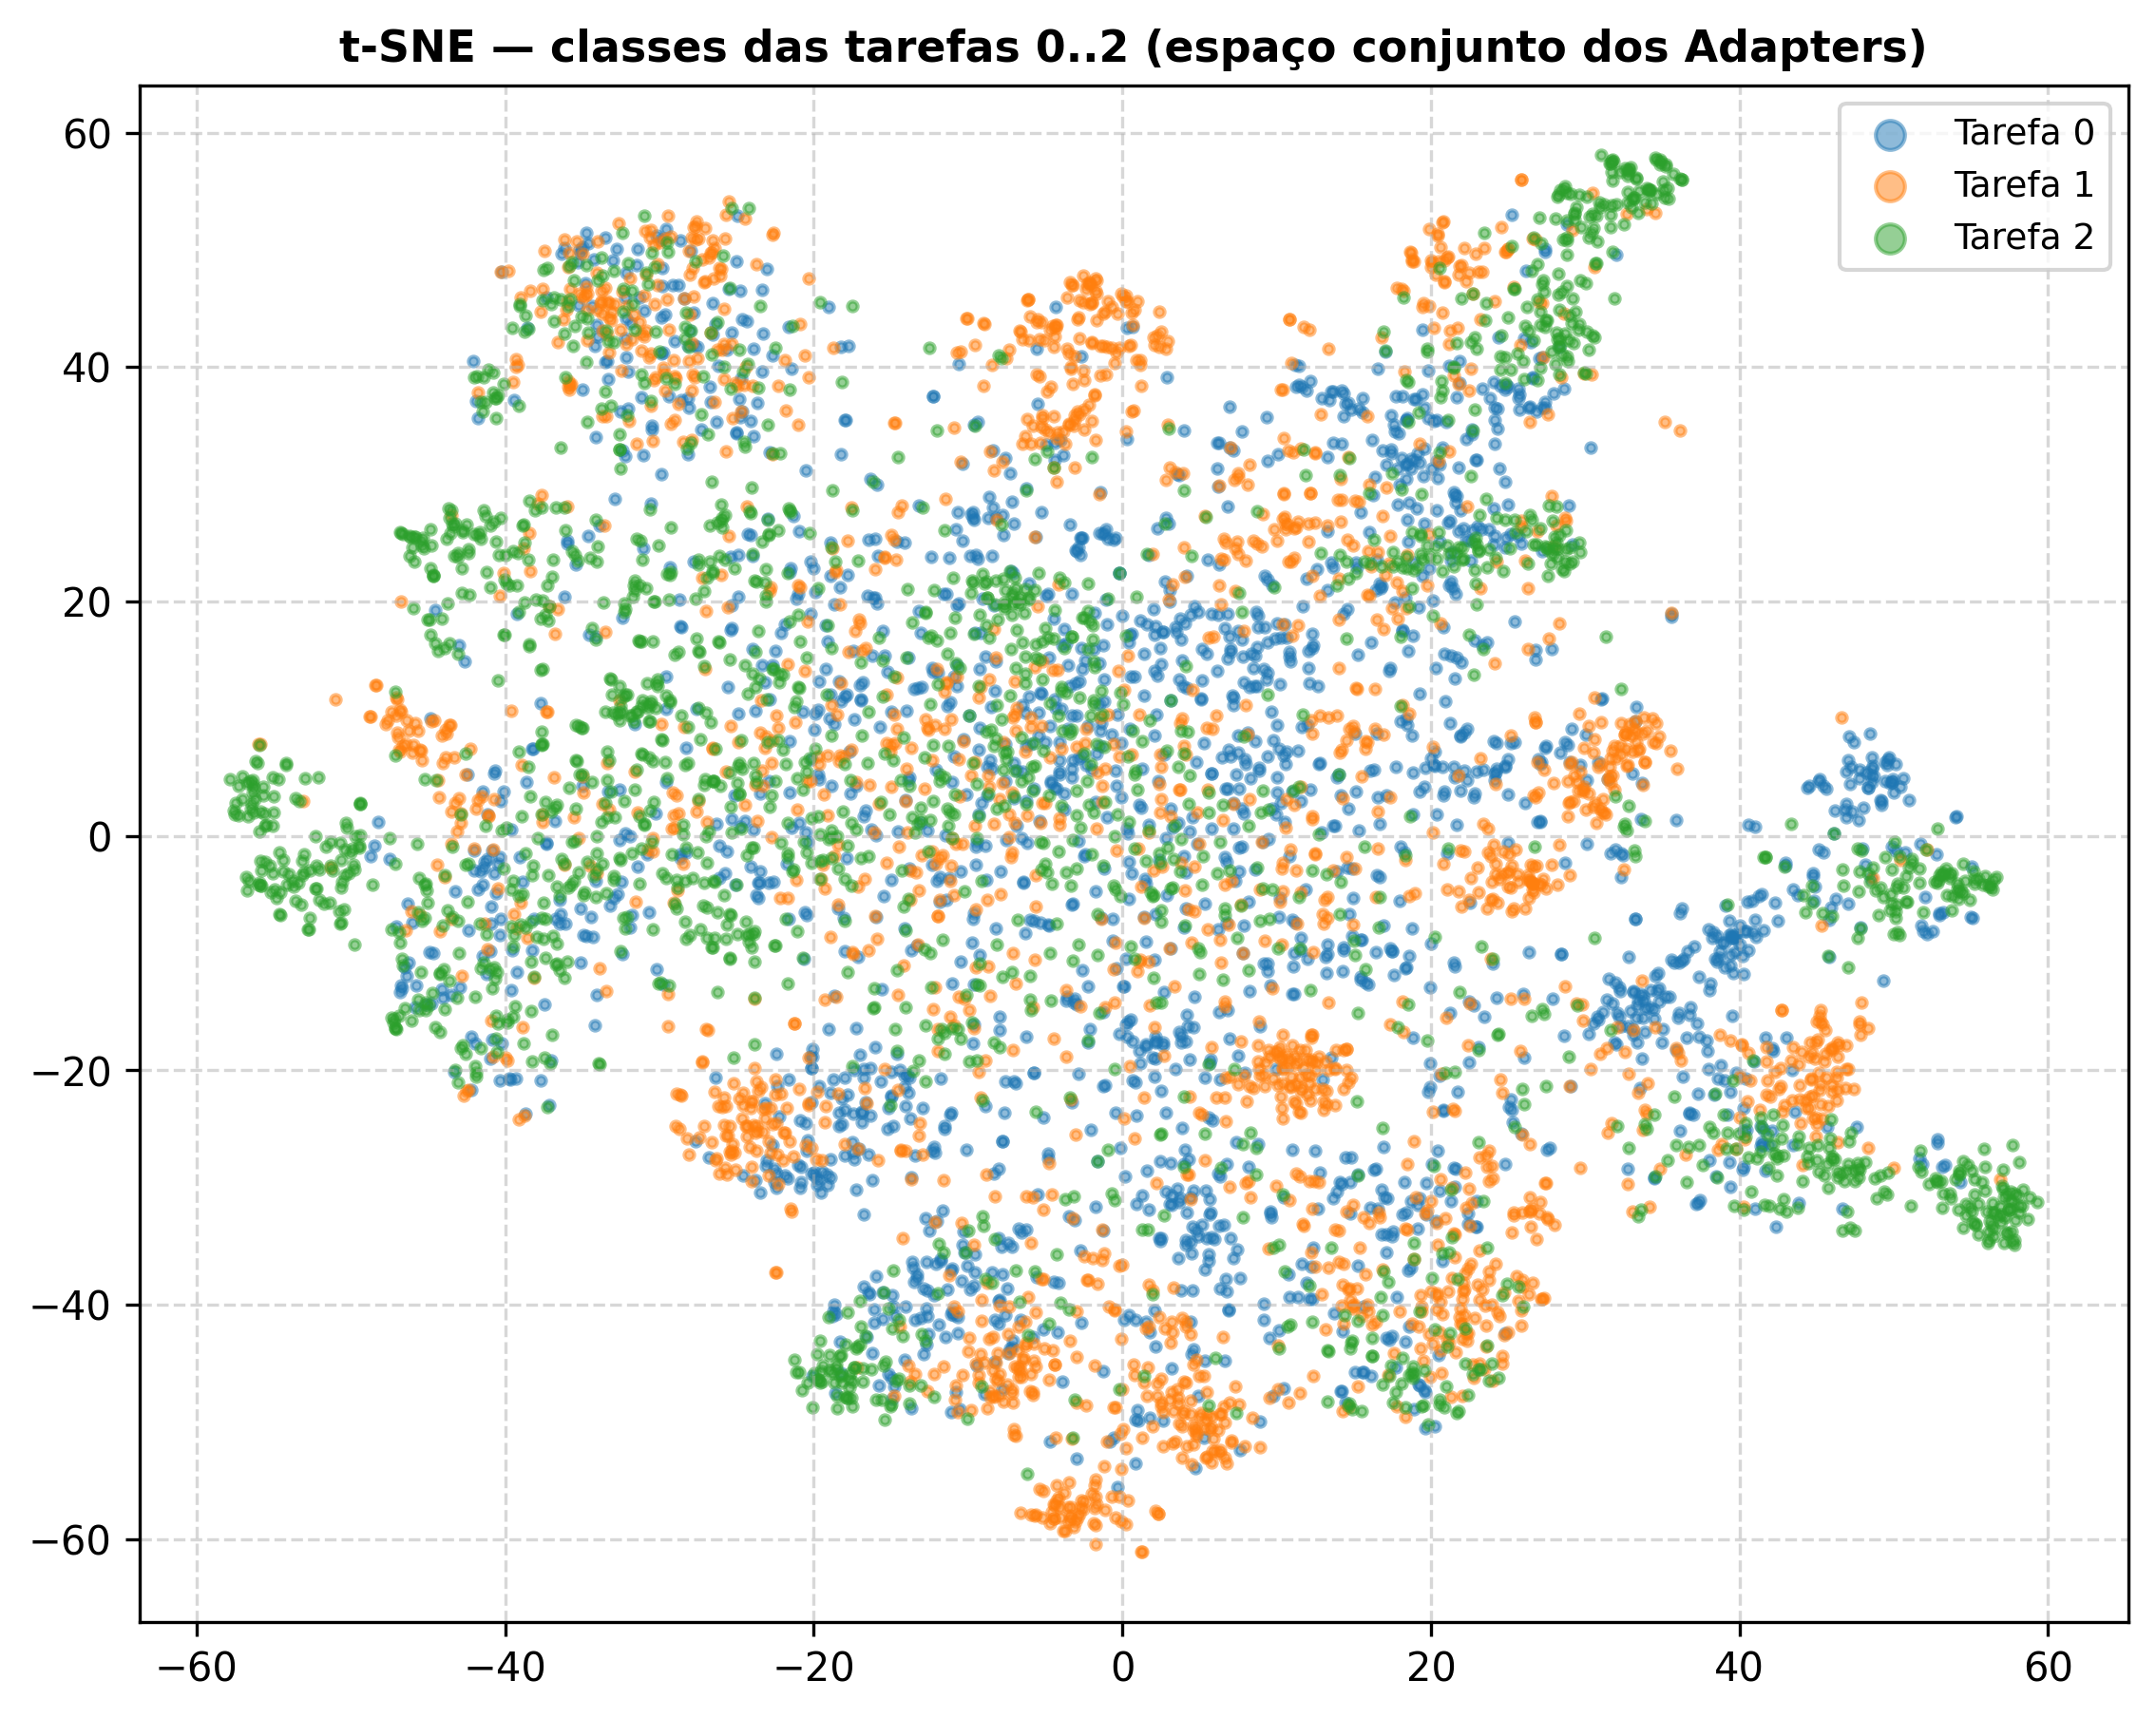 t-SNE — classes das tarefas 0..2 (espaço conjunto dos Adapters)
Tarefa 0
Tarefa 1
Tarefa 2
60
40
20
0
−20
−40
−60
−60 −40 −20 0 20 40 60